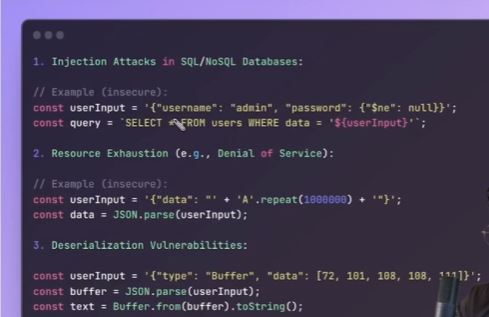 1. Injection Attacks in SQL/NoSQL Databases:
// Example (insecure):
const userInput = '{"username": "admin", "password": {"$ne": null}}';
const query = `SELECT * FROM users WHERE data = '${userInput}'`;
2. Resource Exhaustion (e.g., Denial of Service):
// Example (insecure):
const userInput = '{"data": "' + 'A'.repeat(1000000) + '"}';
const data = JSON.parse(userInput);
3. Deserialization Vulnerabilities:
const userInput = '{"type": "Buffer", "data": [72, 101, 108, 108, 111]}';
const buffer = JSON.parse(userInput);
const text = Buffer.from(buffer).toString();